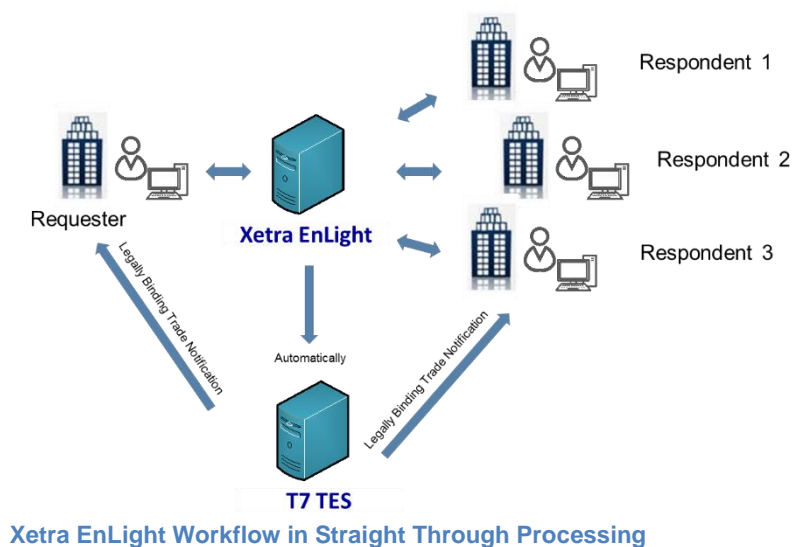 Respondent 1
Respondent 2
Requester
Xetra EnLight
Respondent 3
Legally Binding Trade Notification
Automatically
Legally Binding Trade Notification
T7 TES
Xetra EnLight Workflow in Straight Through Processing